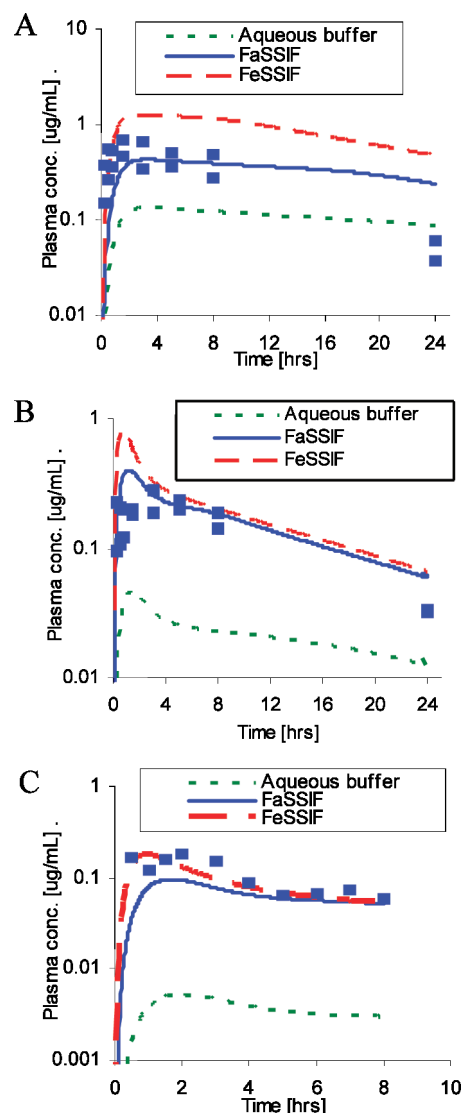 A
Aqueous buffer
FaSSIF
FeSSIF
Plasma conc. [ug/mL] .
10
1
0.1
0.01
0 4 8 12 16 20 24
Time [hrs]
B
Aqueous buffer
FaSSIF
FeSSIF
Plasma conc. [ug/mL] .
1
0.1
0.01
0 4 8 12 16 20 24
Time [hrs]
C
Aqueous buffer
FaSSIF
FeSSIF
Plasma conc. [ug/mL] .
1
0.1
0.01
0.001
0 2 4 6 8 10
Time [hrs]